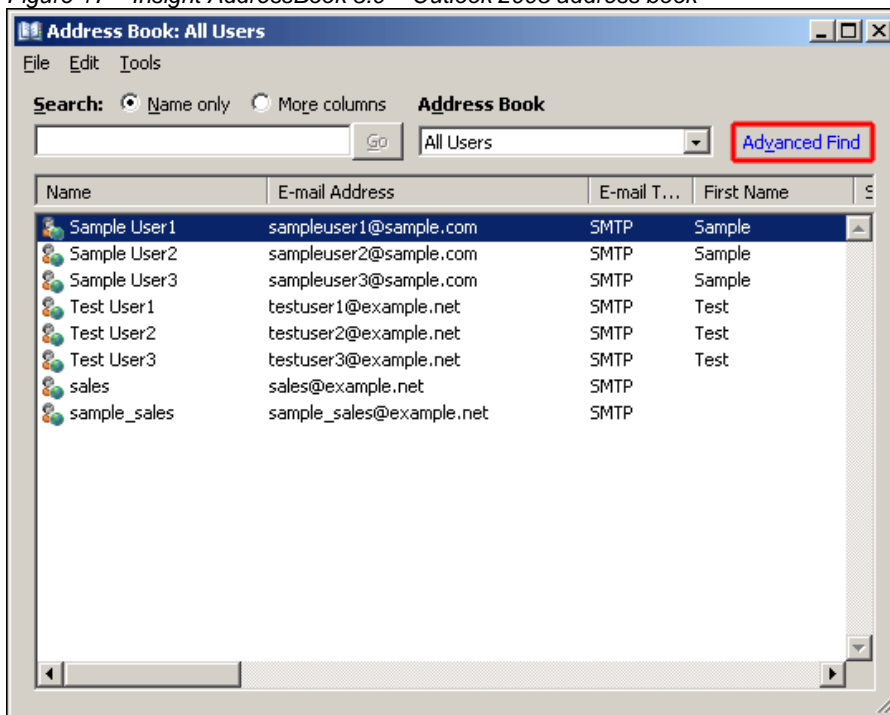 Address Book: All Users
File Edit Tools
Search: Name only More columns Address Book
Go All Users Advanced Find
Name E-mail Address E-mail T... First Name
Sample User1 sampleuser1@sample.com SMTP Sample
Sample User2 sampleuser2@sample.com SMTP Sample
Sample User3 sampleuser3@sample.com SMTP Sample
Test User1 testuser1@example.net SMTP Test
Test User2 testuser2@example.net SMTP Test
Test User3 testuser3@example.net SMTP Test
sales sales@example.net SMTP
sample_sales sample_sales@example.net SMTP